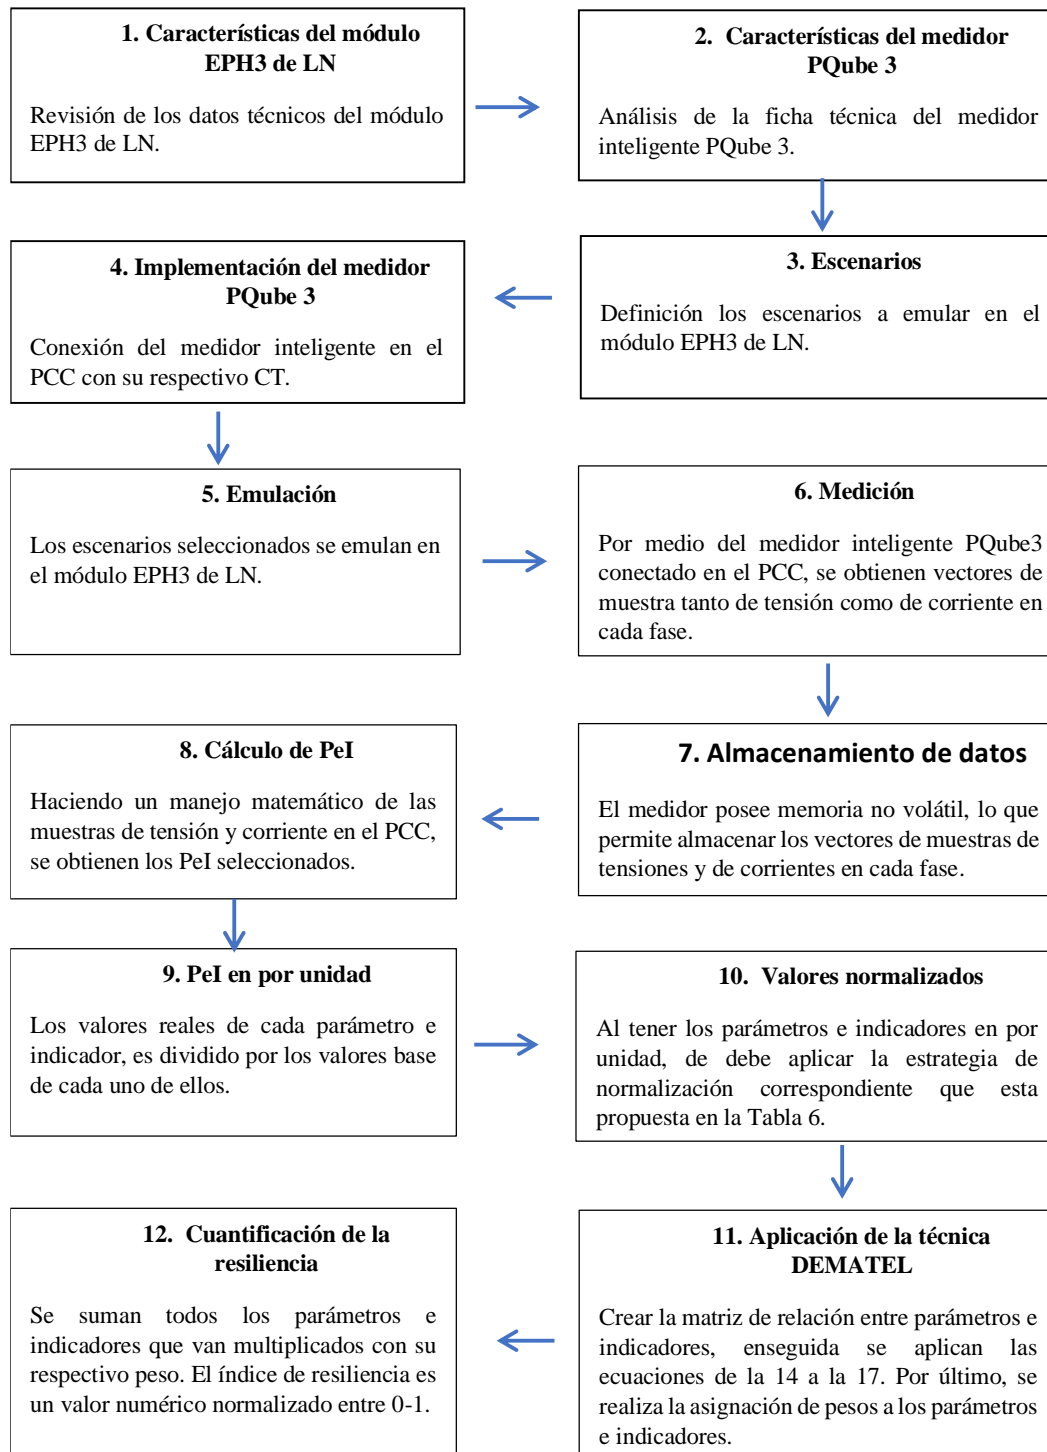 1. Características del módulo
EPH3 de LN
Revisión de los datos técnicos del módulo
EPH3 de LN.
2. Características del medidor
PQube 3
Análisis de la ficha técnica del medidor
inteligente PQube 3.
3. Escenarios
Definición los escenarios a emular en el
módulo EPH3 de LN.
4. Implementación del medidor
PQube 3
Conexión del medidor inteligente en el
PCC con su respectivo CT.
5. Emulación
Los escenarios seleccionados se emulan en
el módulo EPH3 de LN.
6. Medición
Por medio del medidor inteligente PQube3
conectado en el PCC, se obtienen vectores de
muestra tanto de tensión como de corriente en
cada fase.
7. Almacenamiento de datos
El medidor posee memoria no volátil, lo que
permite almacenar los vectores de muestras de
tensiones y de corrientes en cada fase.
8. Cálculo de PeI
Haciendo un manejo matemático de las
muestras de tensión y corriente en el PCC,
se obtienen los PeI seleccionados.
9. PeI en por unidad
Los valores reales de cada parámetro e
indicador, es dividido por los valores base
de cada uno de ellos.
10. Valores normalizados
Al tener los parámetros e indicadores en por
unidad, de debe aplicar la estrategia de
normalización correspondiente que esta
propuesta en la Tabla 6.
11. Aplicación de la técnica
DEMATEL
Crear la matriz de relación entre parámetros e
indicadores, enseguida se aplican las
ecuaciones de la 14 a la 17. Por último, se
realiza la asignación de pesos a los parámetros
e indicadores.
12. Cuantificación de la
resiliencia
Se suman todos los parámetros e
indicadores que van multiplicados con su
respectivo peso. El índice de resiliencia es
un valor numérico normalizado entre 0-1.